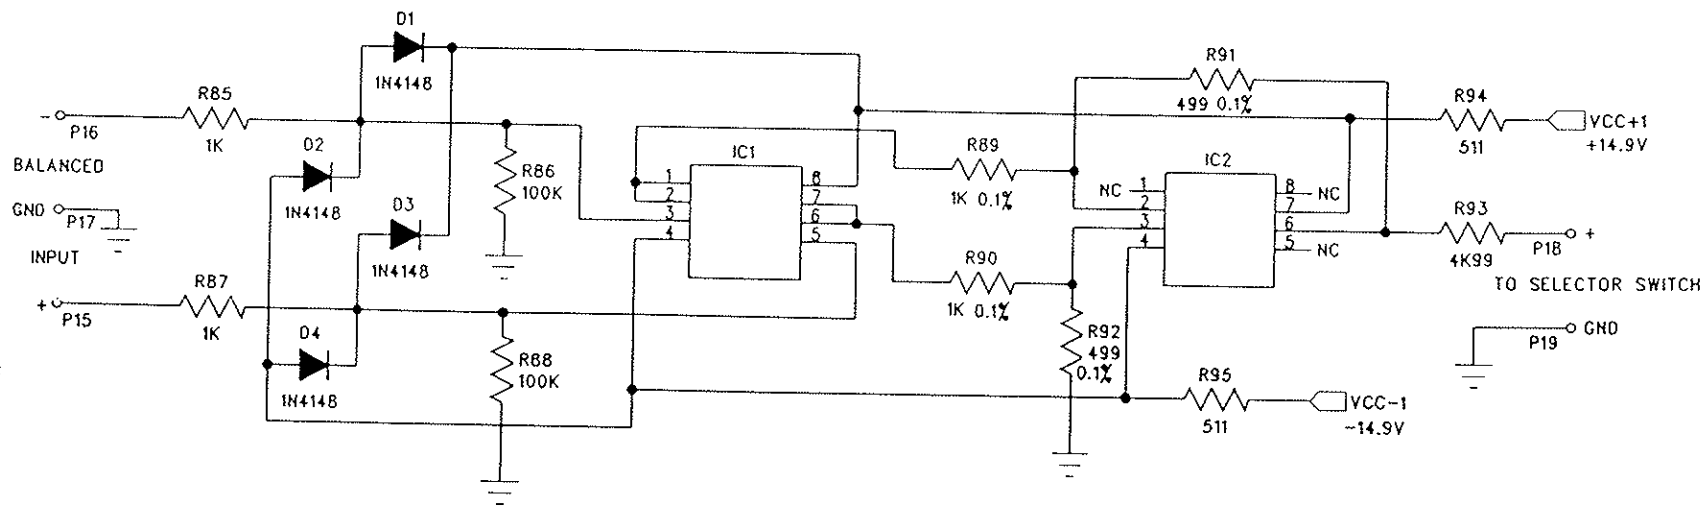 D1
1N4148
R85
1K
- P16
D2
1N4148
BALANCED
GND P17
INPUT
D3
1N4148
R86
100K
R87
1K
+ P15
D4
1N4148
R88
100K
IC1
1
2
3
4
8
7
6
5
R89
1K 0.1%
R90
1K 0.1%
R91
499 0.1%
R92
499
0.1%
IC2
NC 1
2
3
4
8 NC
7
6
5 NC
R94
511
VCC+1
+14.9V
R93
4K99
P18 +
TO SELECTOR SWITCH
P19 GND
R95
511
VCC-1
-14.9V